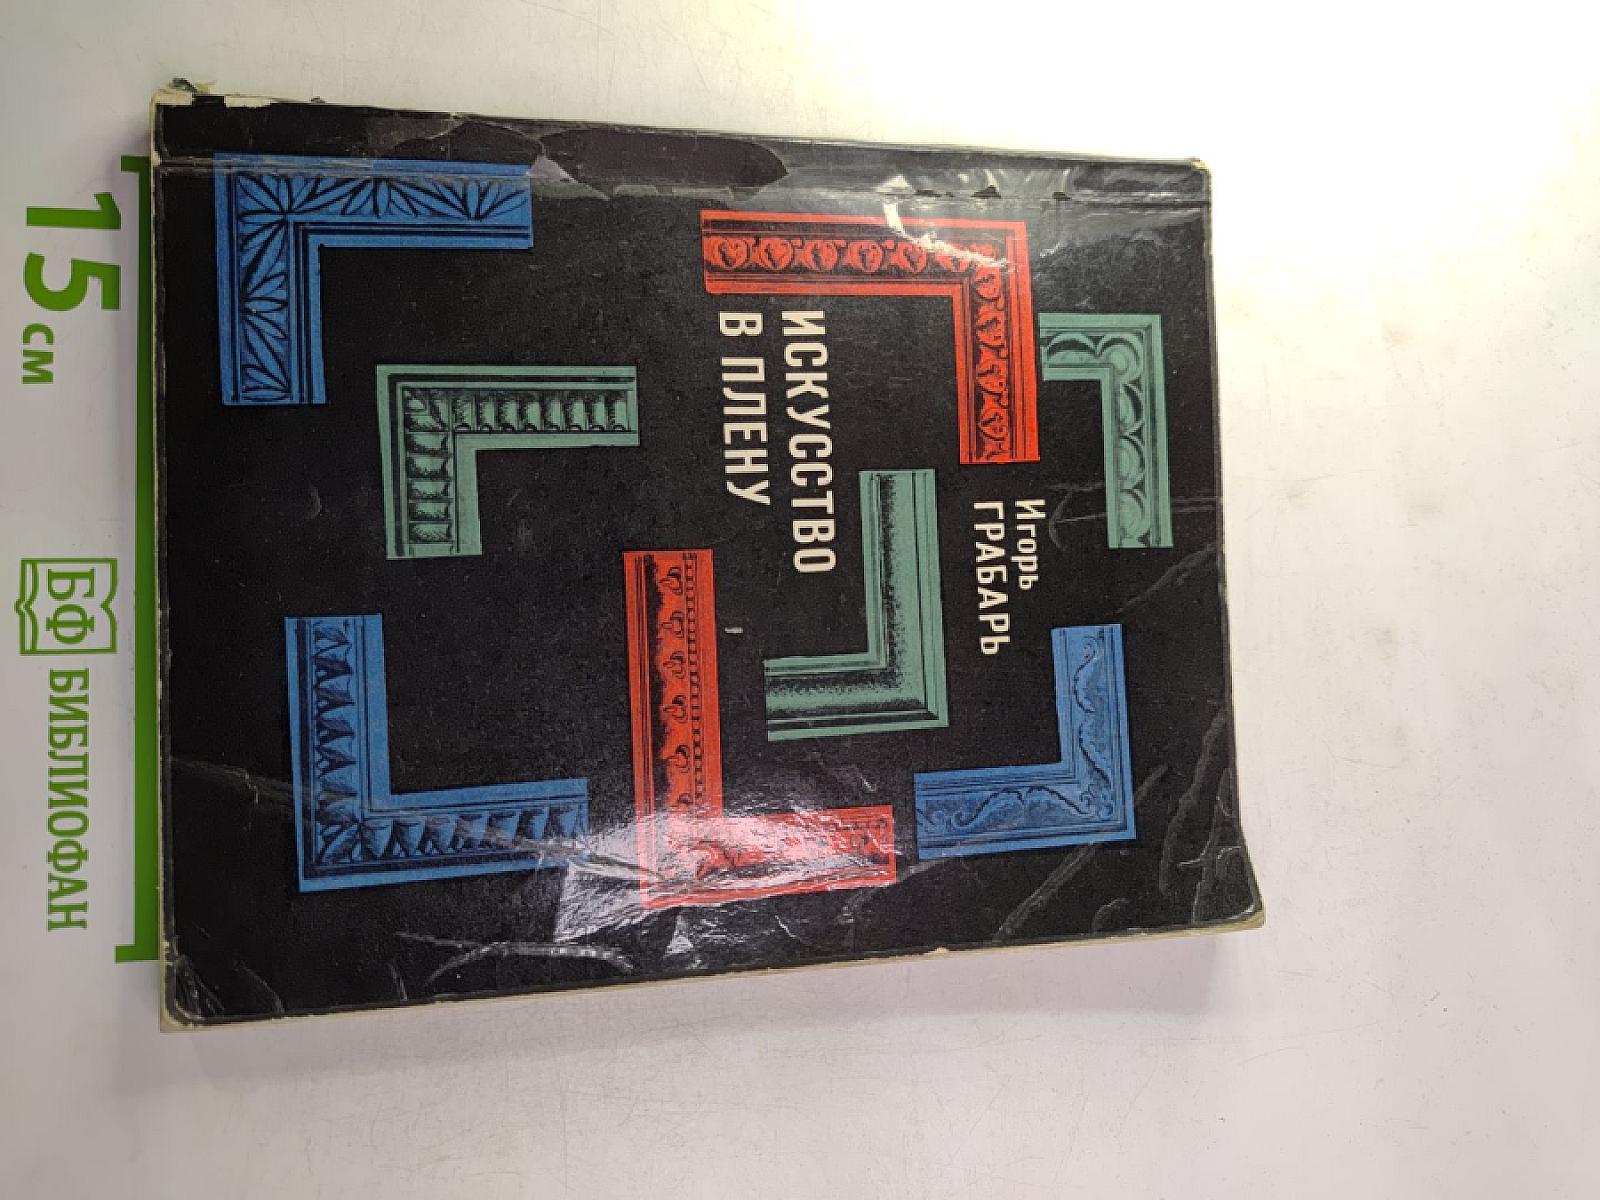 Игорь
ГРАБАРЬ
ИСКУССТВО
В ПЛЕНУ
15 см
БФ БИБЛИОФАН